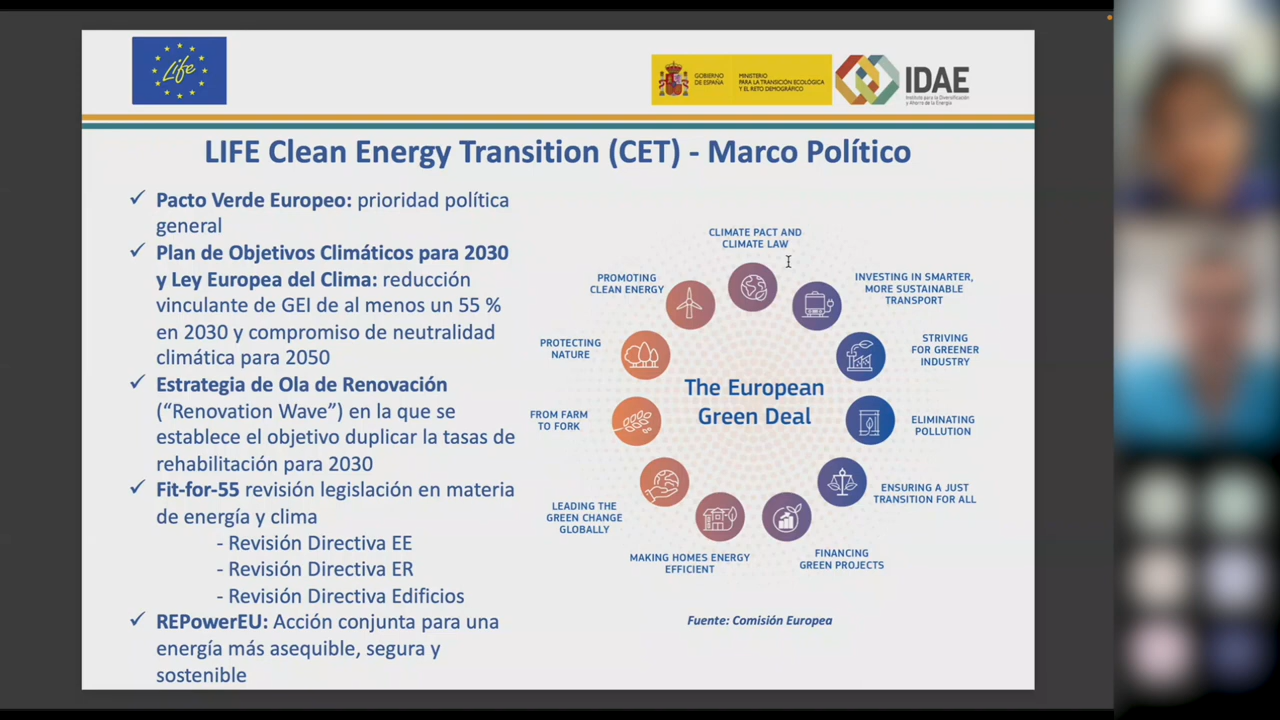 Life
GOBIERNO
DE ESPAÑA
MINISTERIO
PARA LA TRANSICIÓN ECOLÓGICA
Y EL RETO DEMOGRÁFICO
IDAE
Instituto para la Diversificación
y Ahorro de la Energía
LIFE Clean Energy Transition (CET) - Marco Político
✓ Pacto Verde Europeo: prioridad política
general
✓ Plan de Objetivos Climáticos para 2030
y Ley Europea del Clima: reducción
vinculante de GEI de al menos un 55 %
en 2030 y compromiso de neutralidad
climática para 2050
✓ Estrategia de Ola de Renovación
(“Renovation Wave”) en la que se
establece el objetivo duplicar la tasas de
rehabilitación para 2030
✓ Fit-for-55 revisión legislación en materia
de energía y clima
- Revisión Directiva EE
- Revisión Directiva ER
- Revisión Directiva Edificios
✓ REPowerEU: Acción conjunta para una
energía más asequible, segura y
sostenible
CLIMATE PACT AND
CLIMATE LAW
INVESTING IN SMARTER,
MORE SUSTAINABLE
TRANSPORT
STRIVING
FOR GREENER
INDUSTRY
ELIMINATING
POLLUTION
ENSURING A JUST
TRANSITION FOR ALL
FINANCING
GREEN PROJECTS
MAKING HOMES ENERGY
EFFICIENT
LEADING THE
GREEN CHANGE
GLOBALLY
FROM FARM
TO FORK
PROTECTING
NATURE
PROMOTING
CLEAN ENERGY
The European
Green Deal
Fuente: Comisión Europea